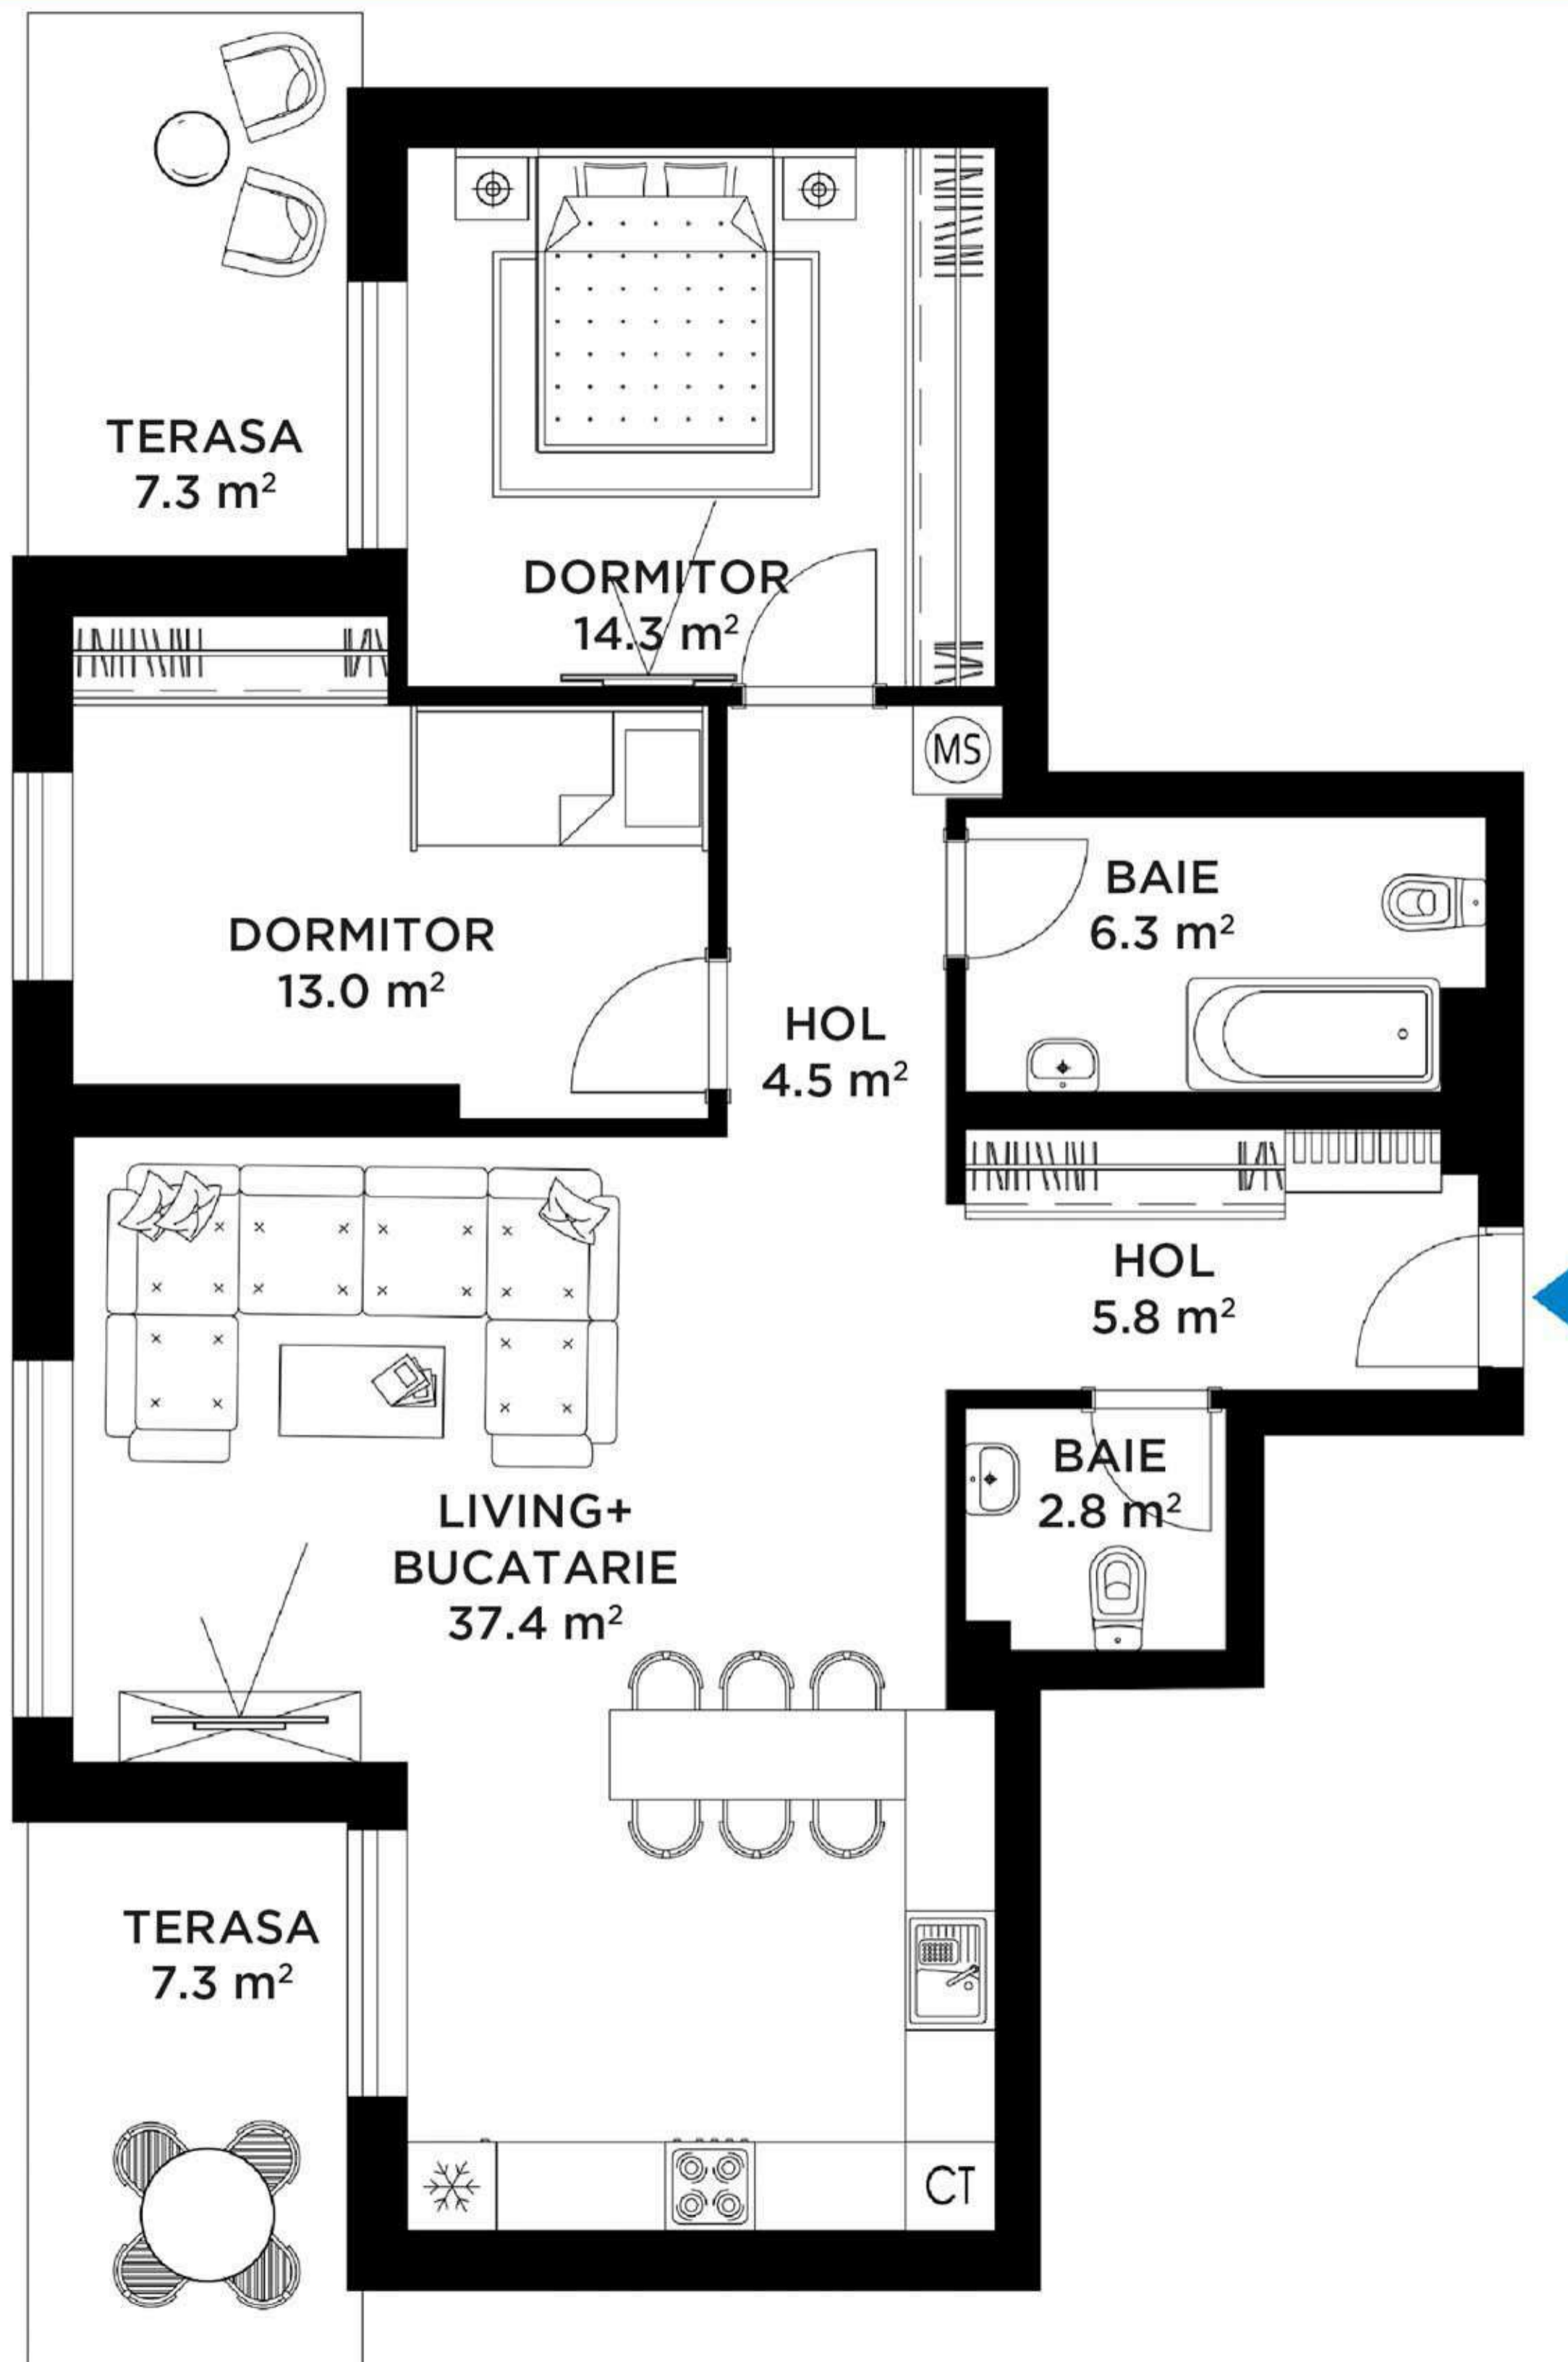 TERASA
7.3 m²
DORMITOR
14.3 m²
MS
BAIE
6.3 m²
DORMITOR
13.0 m²
HOL
4.5 m²
HOL
5.8 m²
BAIE
2.8 m²
LIVING+
BUCATARIE
37.4 m²
TERASA
7.3 m²
CT